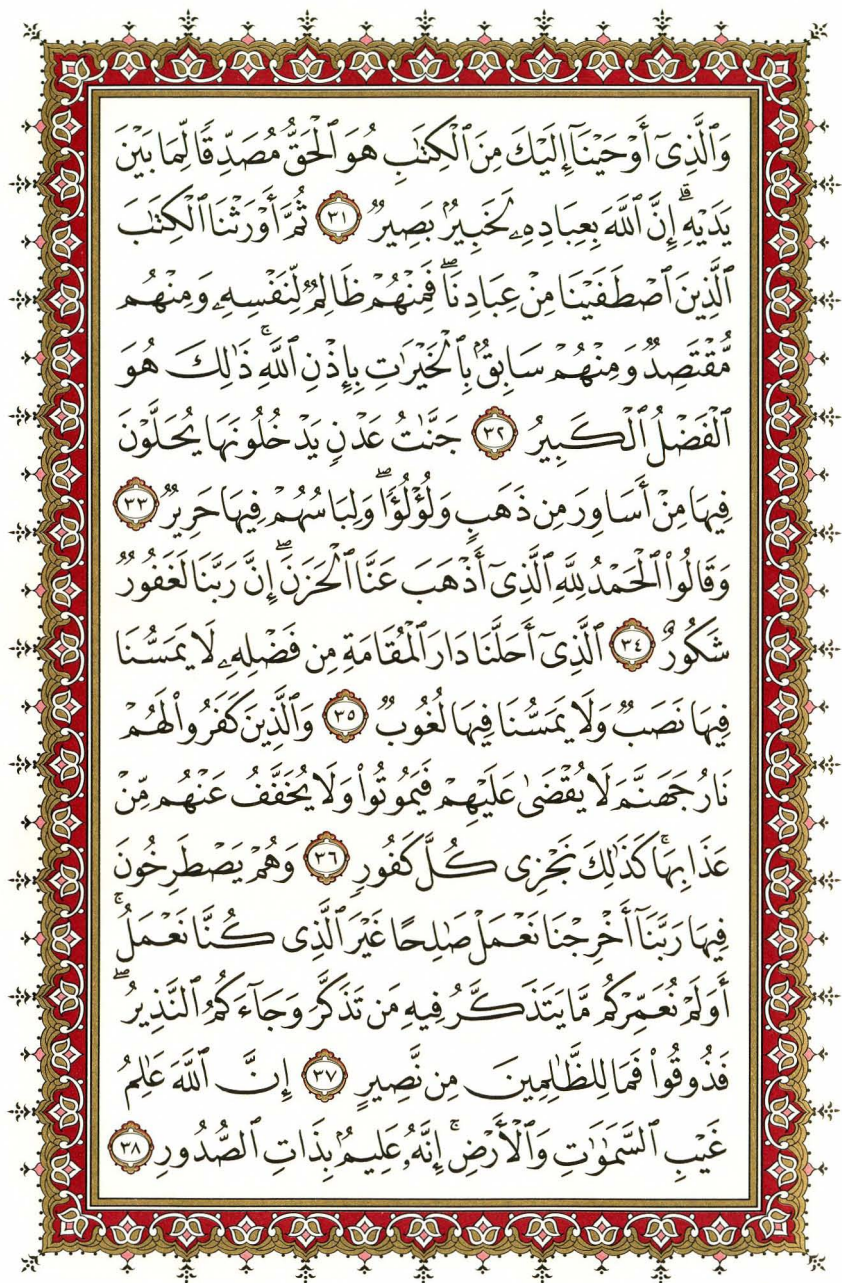 وَٱلَّذِىٓ أَوْحَيْنَآ إِلَيْكَ مِنَ ٱلْكِتَٰبِ هُوَ ٱلْحَقُّ مُصَدِّقًا لِّمَا بَيْنَ
يَدَيْهِ ۗ إِنَّ ٱللَّهَ بِعِبَادِهِۦ لَخَبِيرٌۢ بَصِيرٌ ٣١ ثُمَّ أَوْرَثْنَا ٱلْكِتَٰبَ
ٱلَّذِينَ ٱصْطَفَيْنَا مِنْ عِبَادِنَا ۖ فَمِنْهُمْ ظَالِمٌ لِّنَفْسِهِۦ وَمِنْهُم
مُّقْتَصِدٌ وَمِنْهُمْ سَابِقٌۢ بِٱلْخَيْرَٰتِ بِإِذْنِ ٱللَّهِ ۚ ذَٰلِكَ هُوَ
ٱلْفَضْلُ ٱلْكَبِيرُ ٣٢ جَنَّٰتُ عَدْنٍ يَدْخُلُونَهَا يُحَلَّوْنَ
فِيهَا مِنْ أَسَاوِرَ مِن ذَهَبٍ وَلُؤْلُؤًا ۖ وَلِبَاسُهُمْ فِيهَا حَرِيرٌ ٣٣
وَقَالُوا۟ ٱلْحَمْدُ لِلَّهِ ٱلَّذِىٓ أَذْهَبَ عَنَّا ٱلْحَزَنَ ۖ إِنَّ رَبَّنَا لَغَفُورٌ
شَكُورٌ ٣٤ ٱلَّذِىٓ أَحَلَّنَا دَارَ ٱلْمُقَامَةِ مِن فَضْلِهِۦ لَا يَمَسُّنَا
فِيهَا نَصَبٌ وَلَا يَمَسُّنَا فِيهَا لُغُوبٌ ٣٥ وَٱلَّذِينَ كَفَرُوا۟ لَهُمْ
نَارُ جَهَنَّمَ لَا يُقْضَىٰ عَلَيْهِمْ فَيَمُوتُوا۟ وَلَا يُخَفَّفُ عَنْهُم مِّنْ
عَذَابِهَا ۚ كَذَٰلِكَ نَجْزِى كُلَّ كَفُورٍ ٣٦ وَهُمْ يَصْطَرِخُونَ
فِيهَا رَبَّنَآ أَخْرِجْنَا نَعْمَلْ صَٰلِحًا غَيْرَ ٱلَّذِى كُنَّا نَعْمَلُ ۚ
أَوَلَمْ نُعَمِّرْكُم مَّا يَتَذَكَّرُ فِيهِ مَن تَذَكَّرَ وَجَآءَكُمُ ٱلنَّذِيرُ ۖ
فَذُوقُوا۟ فَمَا لِلظَّٰلِمِينَ مِن نَّصِيرٍ ٣٧ إِنَّ ٱللَّهَ عَٰلِمُ
غَيْبِ ٱلسَّمَٰوَٰتِ وَٱلْأَرْضِ ۚ إِنَّهُۥ عَلِيمٌۢ بِذَاتِ ٱلصُّدُورِ ٣٨